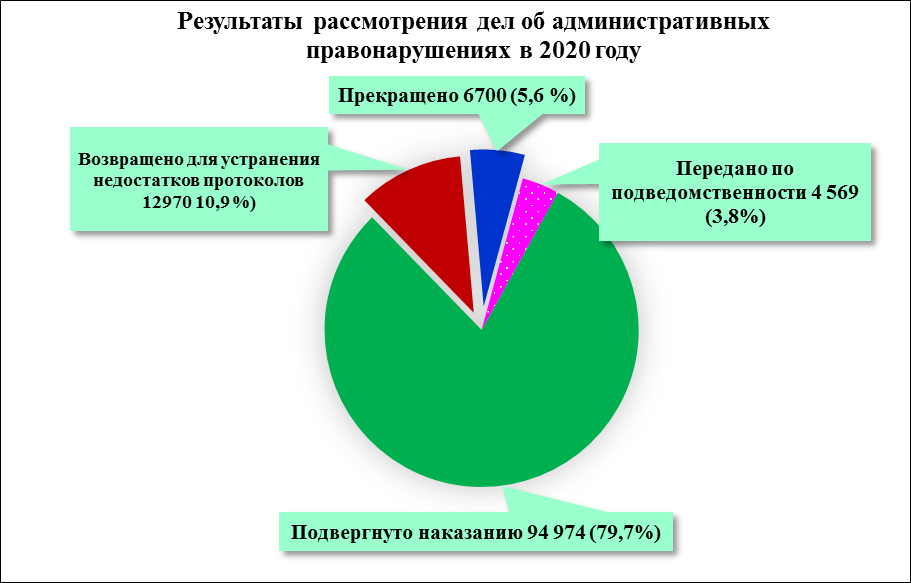 Результаты рассмотрения дел об административных
правонарушениях в 2020 году
Прекращено 6700 (5,6 %)
Возвращено для устранения
недостатков протоколов
12970 10,9%)
Передано по
подведомственности 4 569
(3,8%)
Подвергнуто наказанию 94 974 (79,7%)